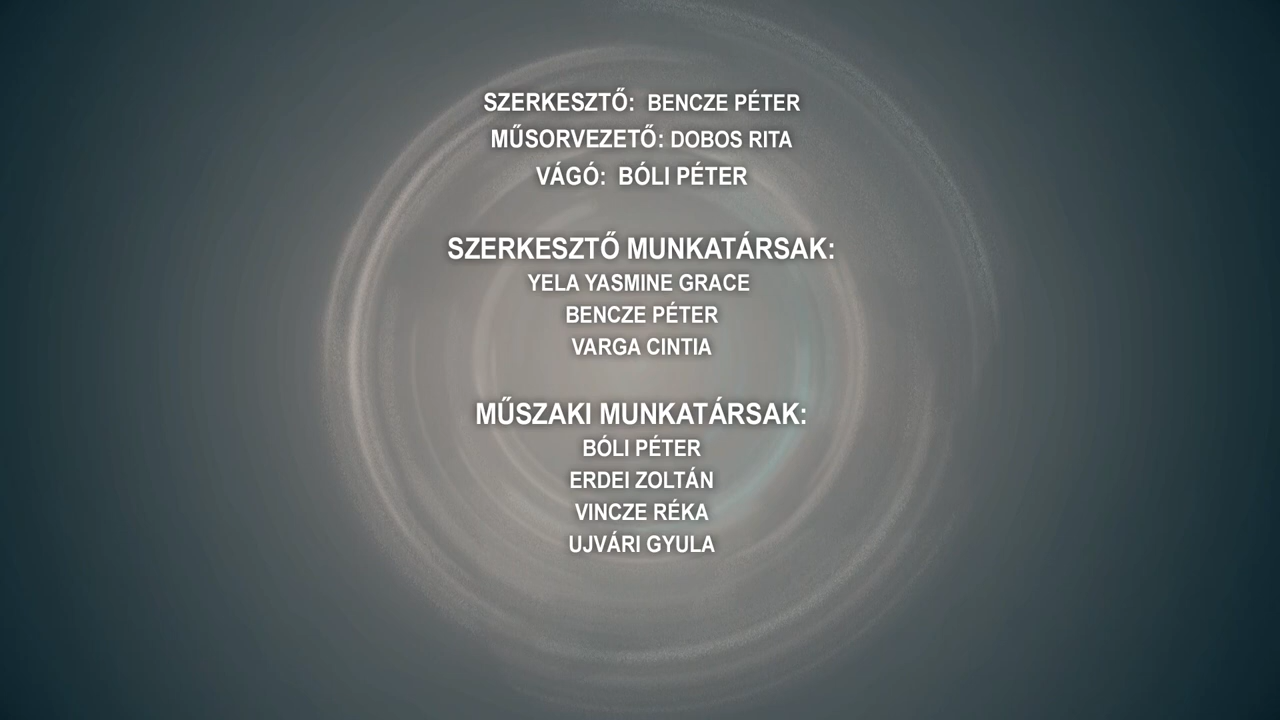 SZERKESZTŐ: BENCZE PÉTER
MŰSORVEZETŐ: DOBOS RITA
VÁGÓ: BÓLI PÉTER
SZERKESZTŐ MUNKATÁRSAK:
YELA YASMINE GRACE
BENCZE PÉTER
VARGA CINTIA
MŰSZAKI MUNKATÁRSAK:
BÓLI PÉTER
ERDEI ZOLTÁN
VINCZE RÉKA
UJVÁRI GYULA